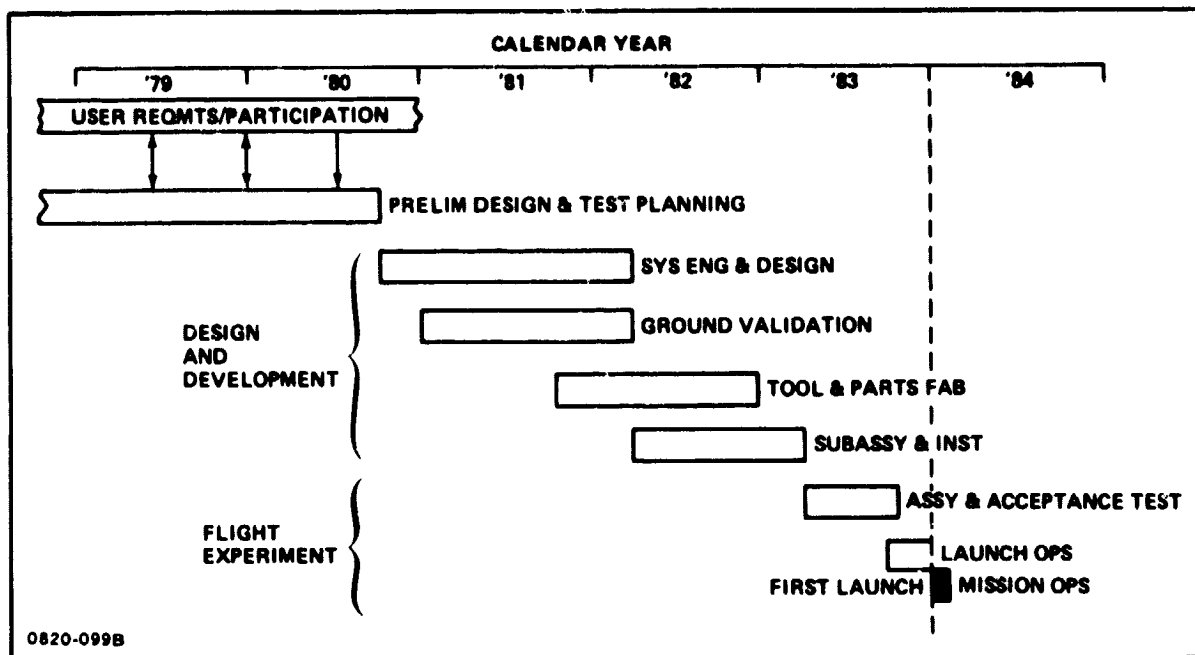 CALENDAR YEAR
'79 '80 '81 '82 '83 '84
USER REQMTS/PARTICIPATION
PRELIM DESIGN & TEST PLANNING
SYS ENG & DESIGN
GROUND VALIDATION
DESIGN
AND
DEVELOPMENT
TOOL & PARTS FAB
SUBASSY & INST
ASSY & ACCEPTANCE TEST
FLIGHT
EXPERIMENT
LAUNCH OPS
FIRST LAUNCH MISSION OPS
0820-099B